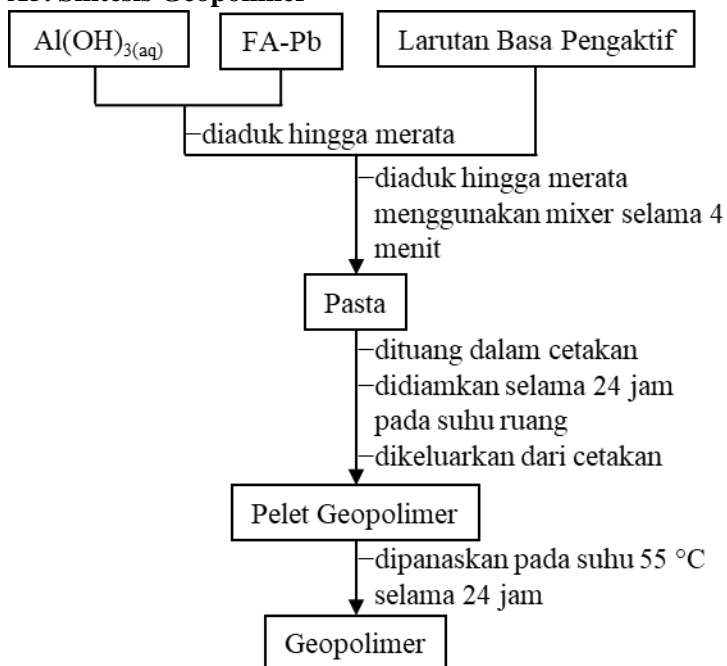 Al(OH)₃(aq)
FA-Pb
Larutan Basa Pengaktif
diaduk hingga merata
diaduk hingga merata
menggunakan mixer selama 4
menit
Pasta
dituang dalam cetakan
didiamkan selama 24 jam
pada suhu ruang
dikeluarkan dari cetakan
Pelet Geopolimer
dipanaskan pada suhu 55 °C
selama 24 jam
Geopolimer